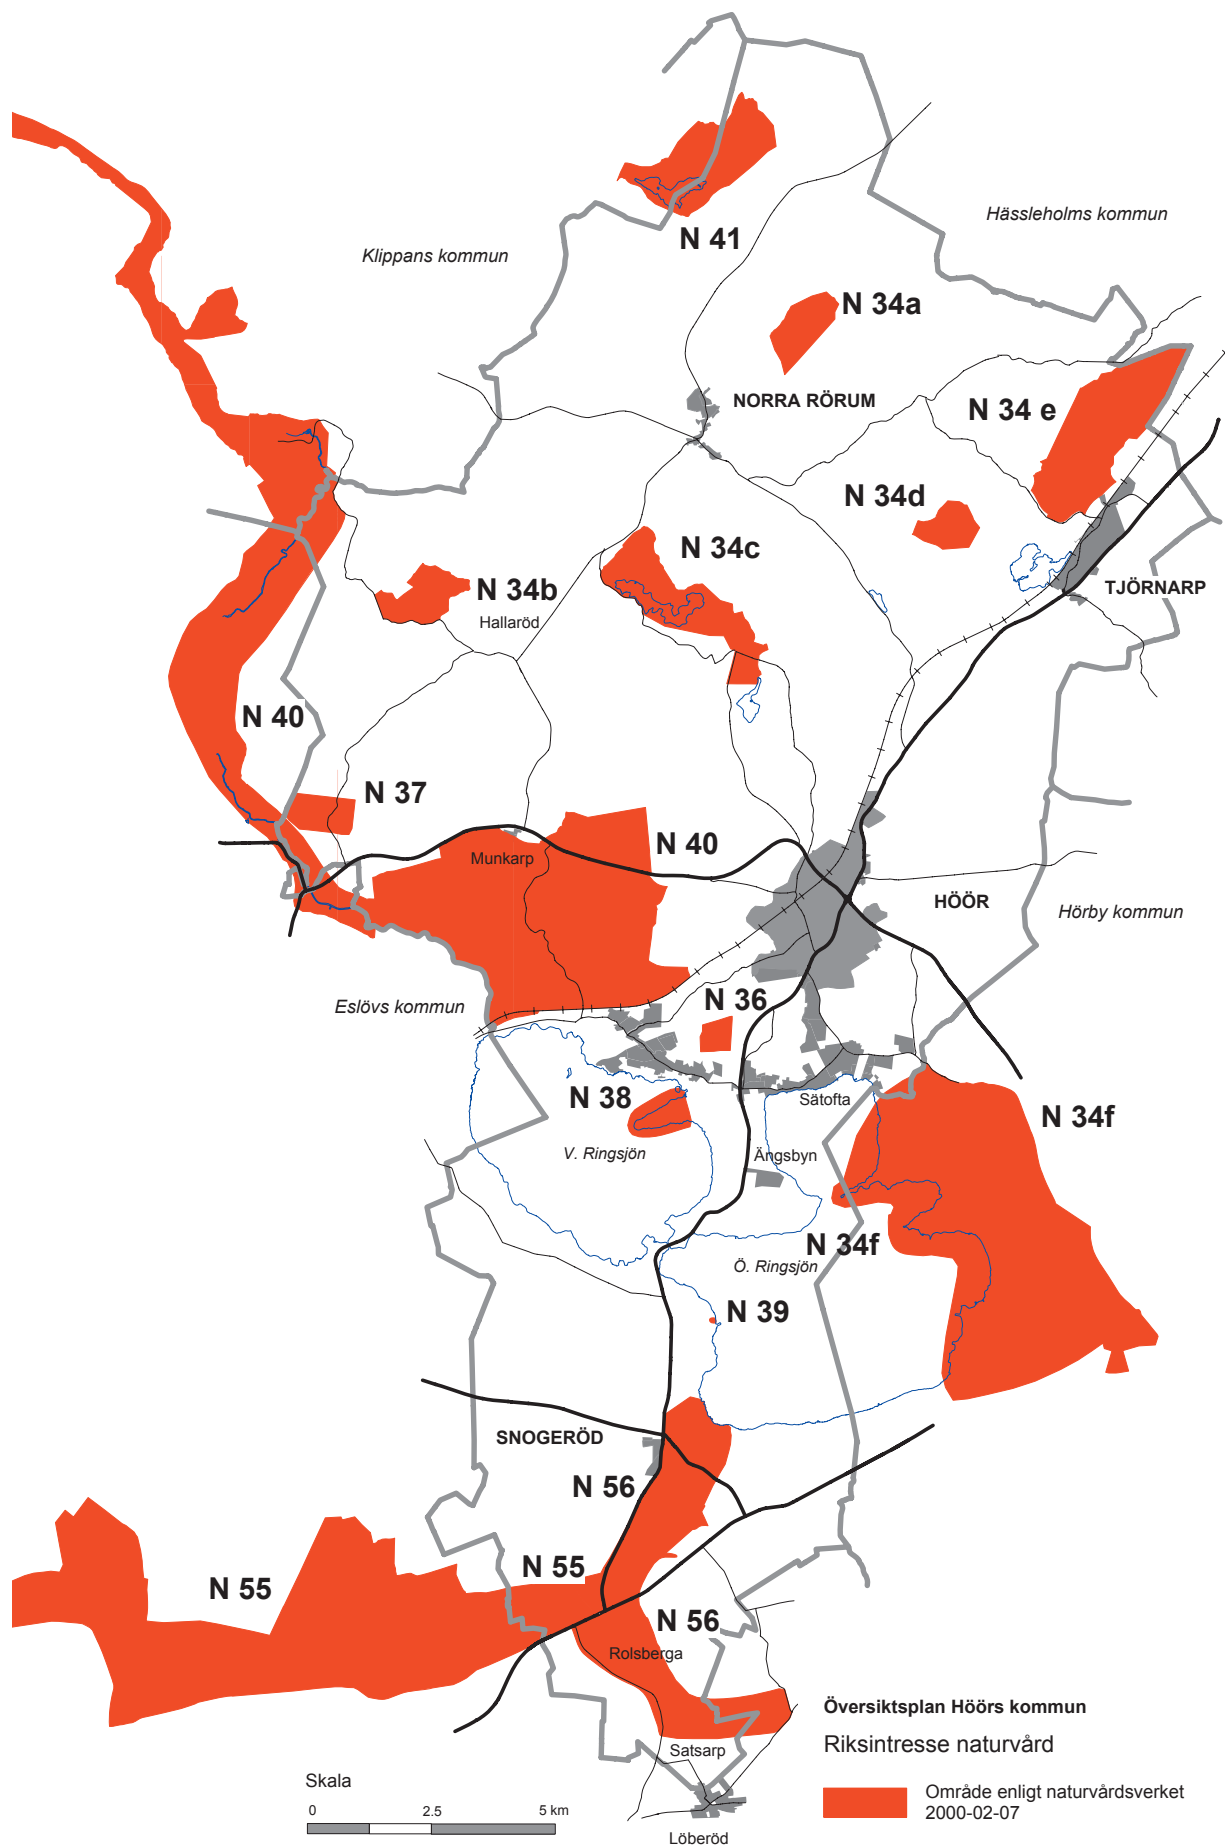 Hässleholms kommun
N 41
Klippans kommun
N 34a
NORRA RÖRUM
N 34 e
N 34d
N 34c
N 34b
TJÖRNARP
Hallaröd
N 40
N 37
N 40
Munkarp
HÖÖR
Hörby kommun
N 36
Eslövs kommun
N 38
Sätofta
N 34f
V. Ringsjön
Ängsbyn
N 34f
Ö. Ringsjön
N 39
SNOGERÖD
N 56
N 55
N 55
N 56
Rolsberga
Översiktsplan Höörs kommun
Riksintresse naturvård
Satsarp
Skala
Område enligt naturvårdsverket
2000-02-07
0 2.5 5 km
Löberöd